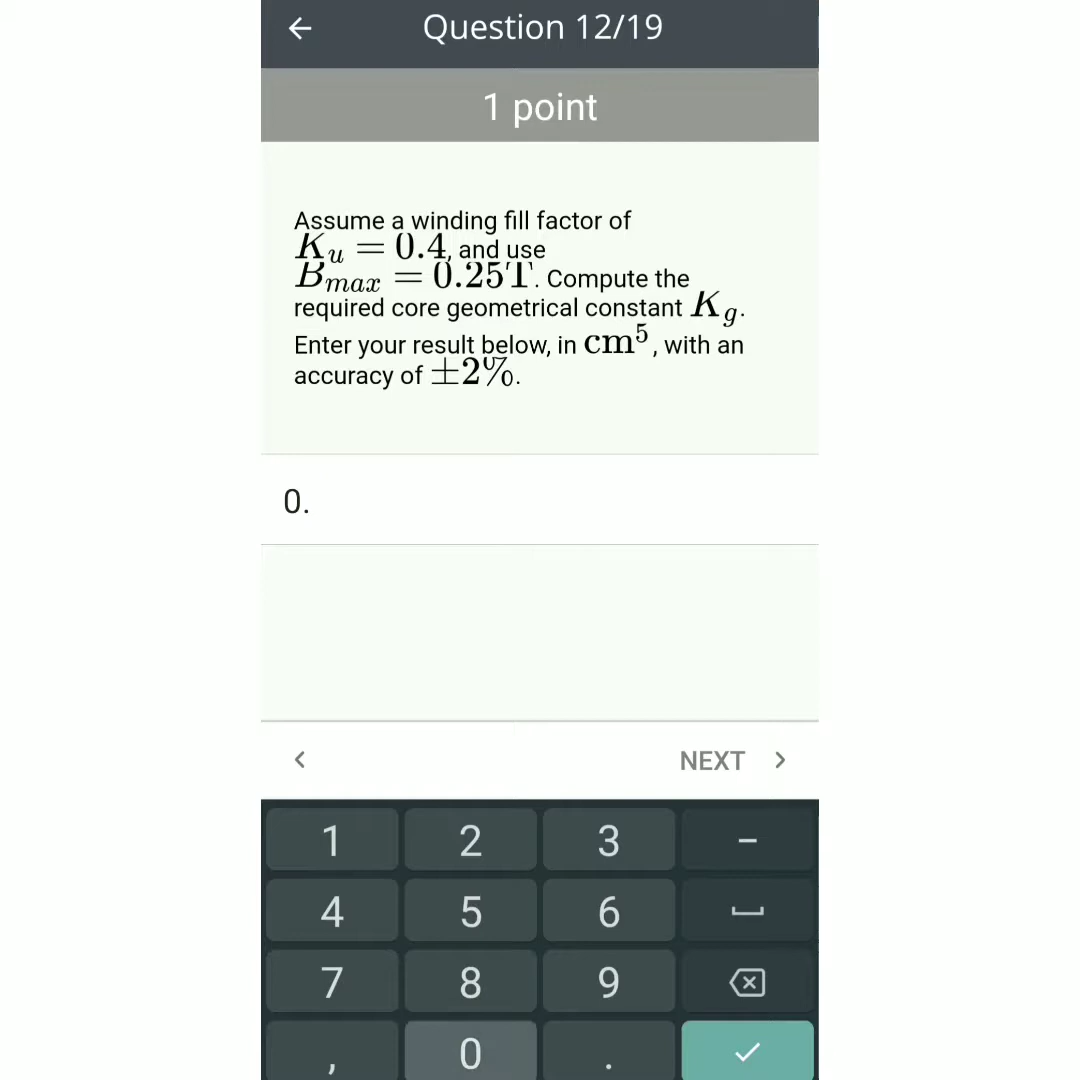 Question 12/19
1 point
Assume a winding fill factor of
K_u = 0.4, and use
B_max = 0.25T. Compute the
required core geometrical constant K_g.
Enter your result below, in cm^5, with an
accuracy of ±2%.
0.
NEXT
1 2 3 –
4 5 6
7 8 9
, 0 .